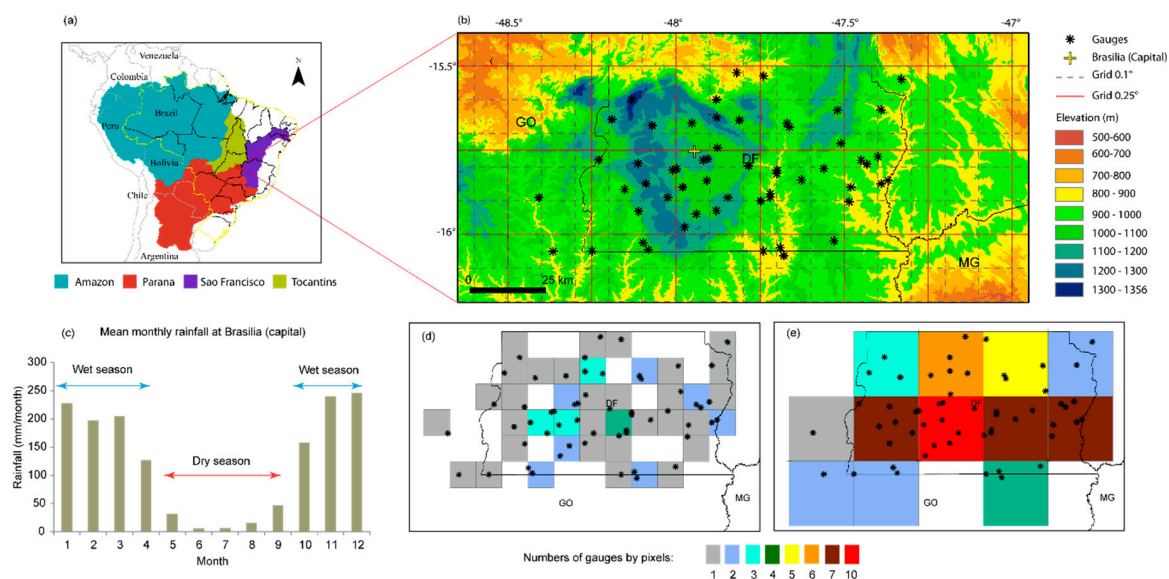 (a)
Venezuela
Colombia
N
Brazil
Peru
Bolivia
Chile
Argentina
Amazon
Parana
Sao Francisco
Tocantins
(b)
-48.5
-48
-47.5
-47
-15.5
-16
GO
DF
MG
0
25 km
Gauges
Brasilia (Capital)
Grid 0.1°
Grid 0.25°
Elevation (m)
500-600
600-700
700-800
800 - 900
900 - 1000
1000 - 1100
1100 - 1200
1200 - 1300
1300 - 1356
(c)
Mean monthly rainfall at Brasilia (capital)
Rainfall (mm/month)
300
250
200
150
100
50
0
Wet season
Wet season
Dry season
1 2 3 4 5 6 7 8 9 10 11 12
Month
(d)
DF
GO
MG
(e)
DF
GO
MG
Numbers of gauges by pixels:
1 2 3 4 5 6 7 10